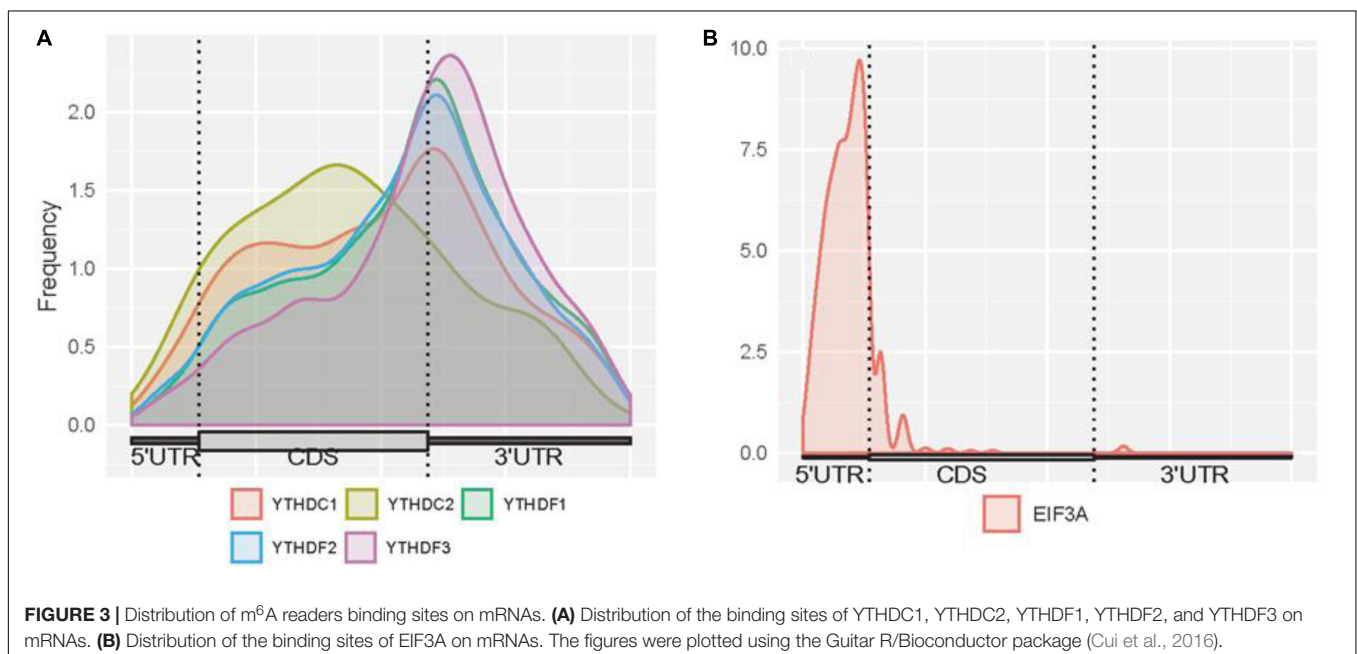 A
B
Frequency
2.0
1.5
1.0
0.5
0.0
5'UTR CDS 3'UTR
YTHDC1 YTHDC2 YTHDF1
YTHDF2 YTHDF3
10.0
7.5
5.0
2.5
0.0
5'UTR CDS 3'UTR
EIF3A
FIGURE 3 | Distribution of m⁶A readers binding sites on mRNAs. (A) Distribution of the binding sites of YTHDC1, YTHDC2, YTHDF1, YTHDF2, and YTHDF3 on
mRNAs. (B) Distribution of the binding sites of EIF3A on mRNAs. The figures were plotted using the Guitar R/Bioconductor package (Cui et al., 2016).